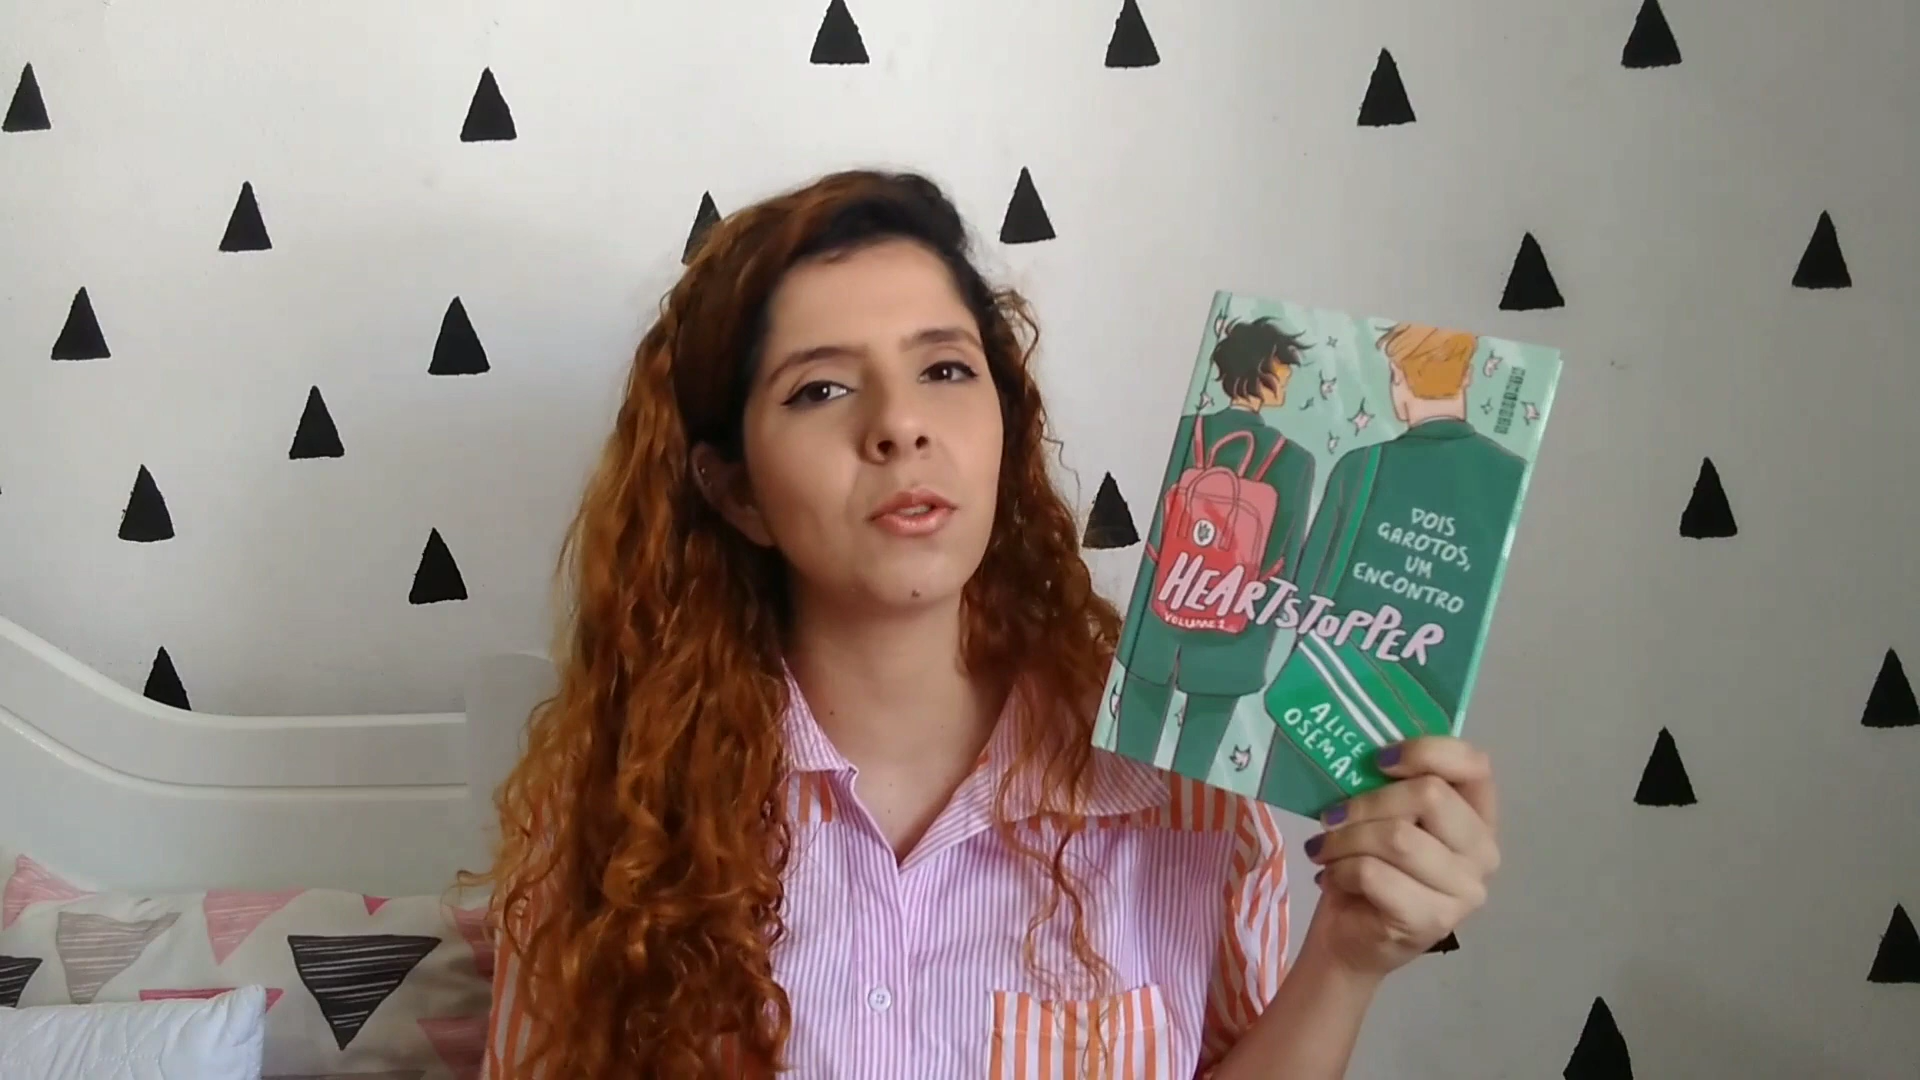 DOIS
GAROTOS,
UM
ENCONTRO
HEARTSTOPPER
VOLUME 1
ALICE
OSEMAN